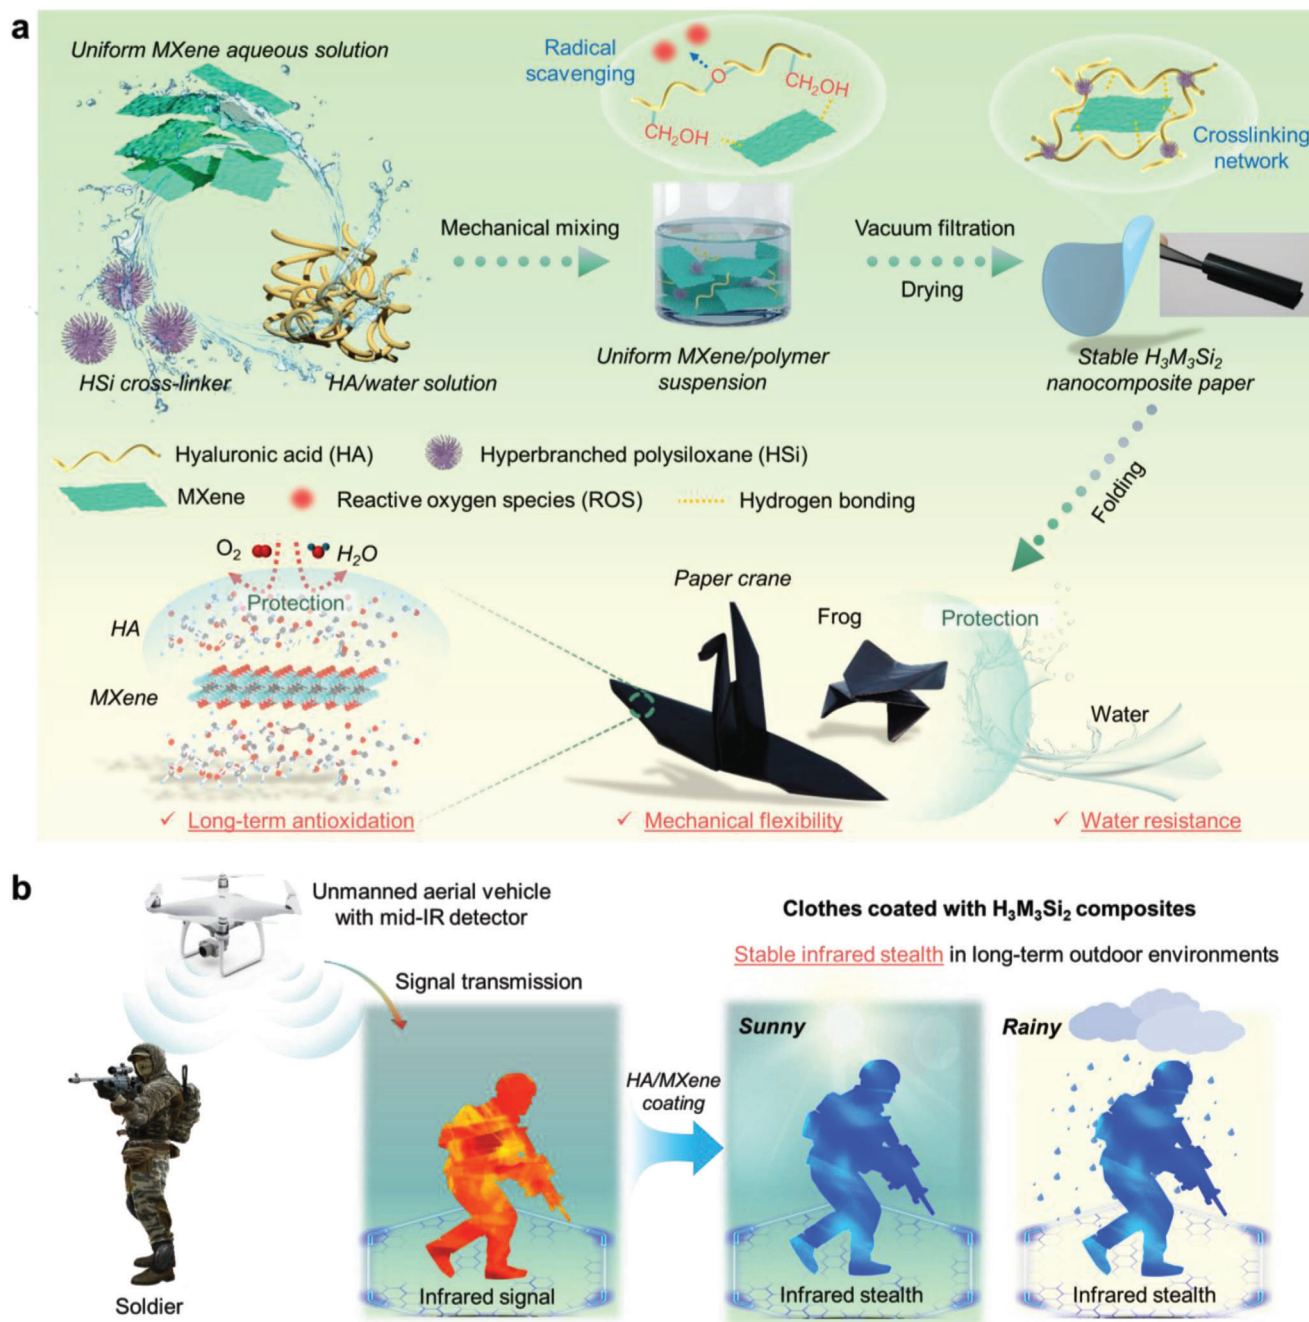 a
Uniform MXene aqueous solution
HSi cross-linker
HA/water solution
Mechanical mixing
Radical
scavenging
O
CH₂OH
CH₂OH
Uniform MXene/polymer
suspension
Vacuum filtration
Drying
Crosslinking
network
Stable H₃M₃Si₂
nanocomposite paper
Hyaluronic acid (HA)
Hyperbranched polysiloxane (HSi)
MXene
Reactive oxygen species (ROS)
Hydrogen bonding
Folding
O₂
H₂O
Protection
HA
MXene
Paper crane
Frog
Protection
Water
✓ Long-term antioxidation
✓ Mechanical flexibility
✓ Water resistance
b
Unmanned aerial vehicle
with mid-IR detector
Signal transmission
Soldier
Infrared signal
HA/MXene
coating
Clothes coated with H₃M₃Si₂ composites
Stable infrared stealth in long-term outdoor environments
Sunny
Infrared stealth
Rainy
Infrared stealth